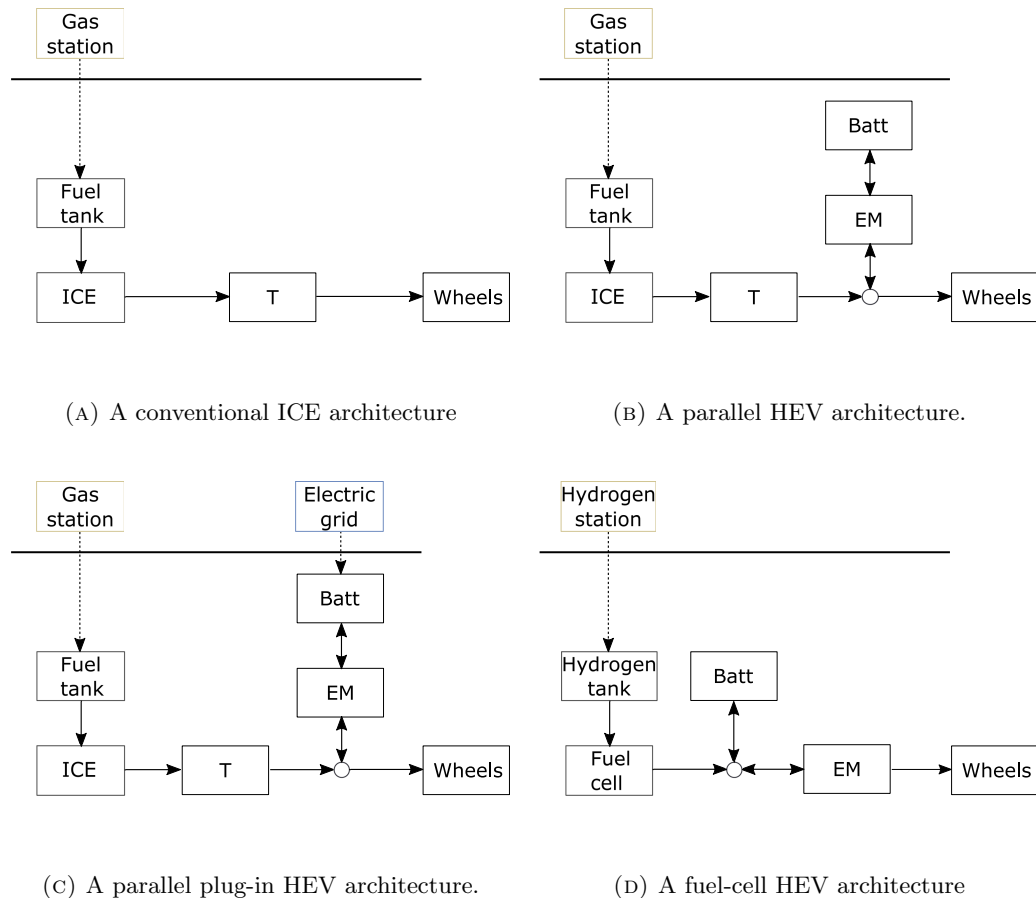 Gas
station
Fuel
tank
ICE
T
Wheels
(A) A conventional ICE architecture
Gas
station
Batt
Fuel
tank
EM
ICE
T
Wheels
(B) A parallel HEV architecture.
Gas
station
Electric
grid
Batt
Fuel
tank
EM
ICE
T
Wheels
(C) A parallel plug-in HEV architecture.
Hydrogen
station
Hydrogen
tank
Batt
Fuel
cell
EM
Wheels
(D) A fuel-cell HEV architecture